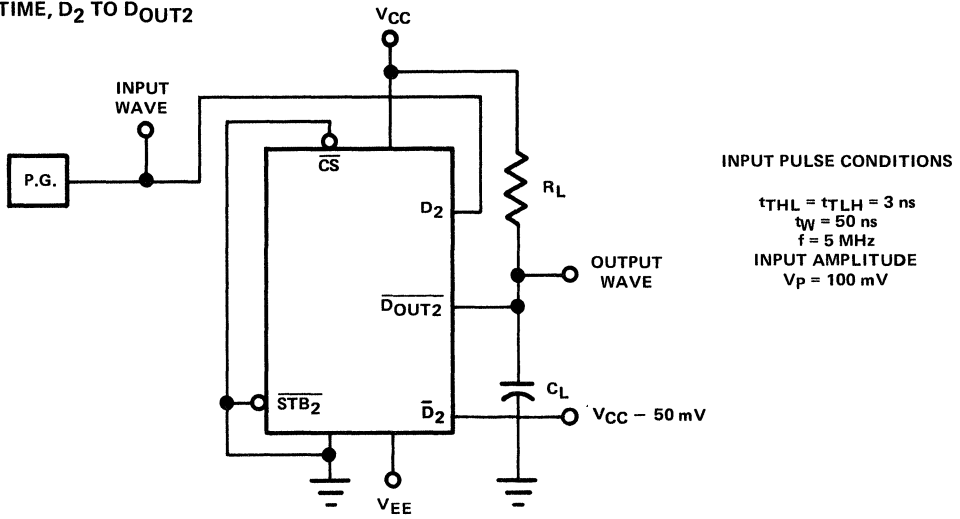 TIME, D2 TO DOUT2
VCC
INPUT
WAVE
P.G.
CS
D2
RL
OUTPUT
WAVE
DOUT2
CL
STB2
D̅2
VCC – 50 mV
VEE
INPUT PULSE CONDITIONS
tTHL = tTLH = 3 ns
tW = 50 ns
f = 5 MHz
INPUT AMPLITUDE
VP = 100 mV